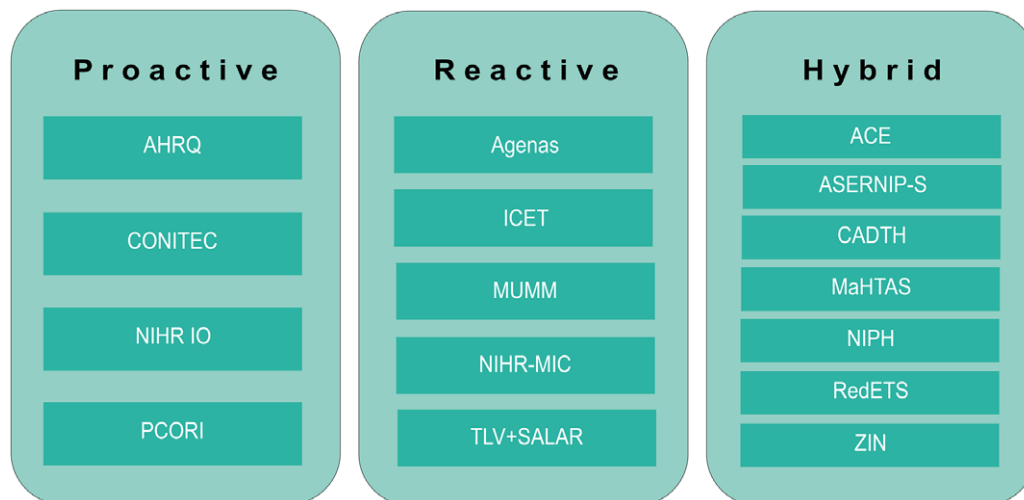 Proactive
AHRQ
CONITEC
NIHR IO
PCORI
Reactive
Agenas
ICET
MUMM
NIHR-MIC
TLV+SALAR
Hybrid
ACE
ASERNIP-S
CADTH
MaHTAS
NIPH
RedETS
ZIN